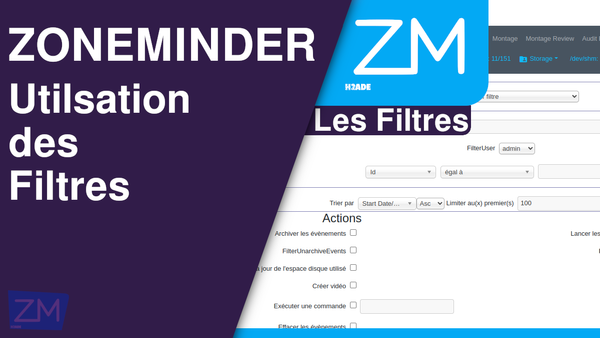 ZONEMINDER
Utilsation
des
Filtres
ZM
H2ADE
Les Filtres
Montage Montage Review Audit
: 11/151 Storage /dev/shm:
filtre
FilterUser admin
Id égal à
Trier par Start Date/... Asc Limiter au(x) premier(s) 100
Actions
Archiver les évènements Lancer les
FilterUnarchiveEvents
jour de l'espace disque utilisé
Créer vidéo
Exécuter une commande
Effacer les évènements
ZM